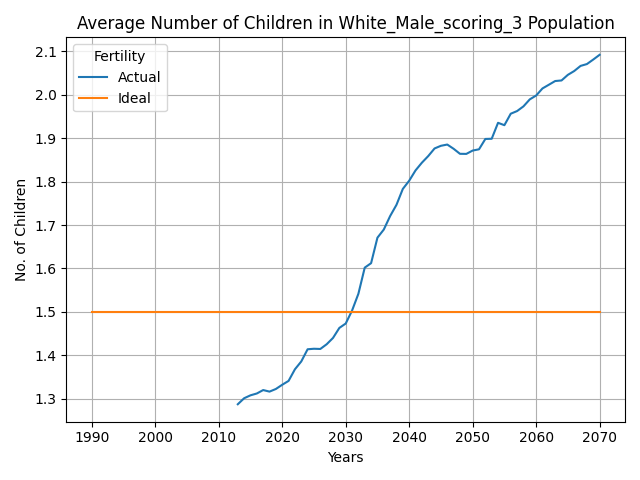 Average Number of Children in White_Male_scoring_3 Population
Fertility
Actual
Ideal
No. of Children
2.1
2.0
1.9
1.8
1.7
1.6
1.5
1.4
1.3
1990 2000 2010 2020 2030 2040 2050 2060 2070
Years